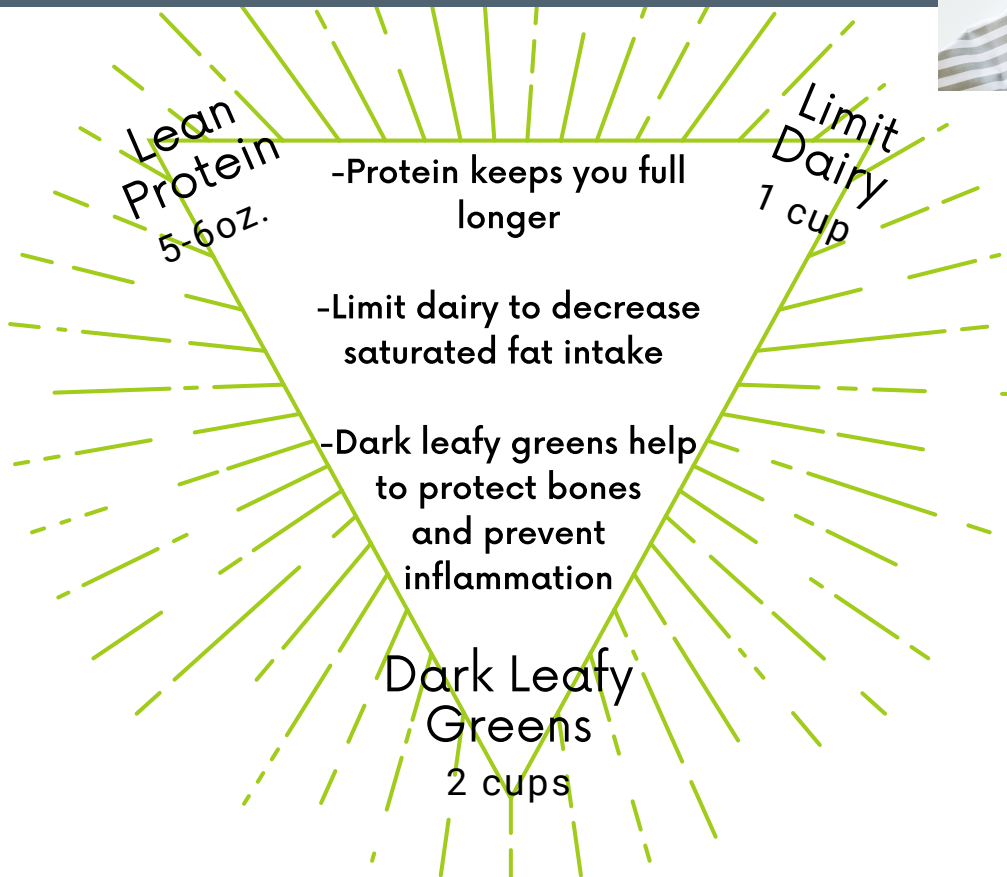 Lean
Protein
5-6oz.
Limit
Dairy
1 cup
-Protein keeps you full
longer
-Limit dairy to decrease
saturated fat intake
-Dark leafy greens help
to protect bones
and prevent
inflammation
Dark Leafy
Greens
2 cups